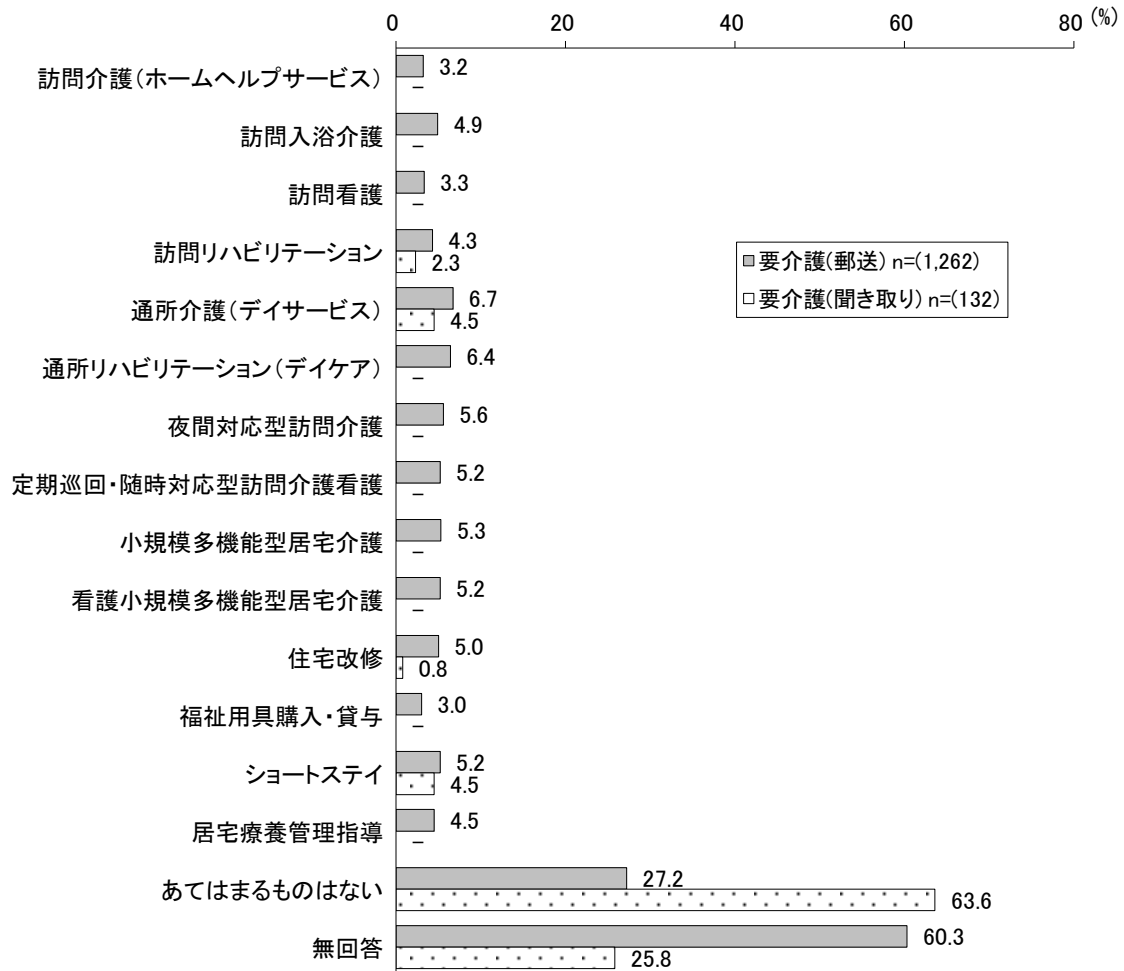 0 20 40 60 80 (%)
訪問介護(ホームヘルプサービス) 3.2
–
訪問入浴介護 4.9
–
訪問看護 3.3
–
訪問リハビリテーション 4.3
2.3
通所介護(デイサービス) 6.7
4.5
通所リハビリテーション(デイケア) 6.4
–
夜間対応型訪問介護 5.6
–
定期巡回・随時対応型訪問介護看護 5.2
–
小規模多機能型居宅介護 5.3
–
看護小規模多機能型居宅介護 5.2
–
住宅改修 5.0
0.8
福祉用具購入・貸与 3.0
–
ショートステイ 5.2
4.5
居宅療養管理指導 4.5
–
あてはまるものはない 27.2
63.6
無回答 60.3
25.8
要介護(郵送) n=(1,262)
要介護(聞き取り) n=(132)